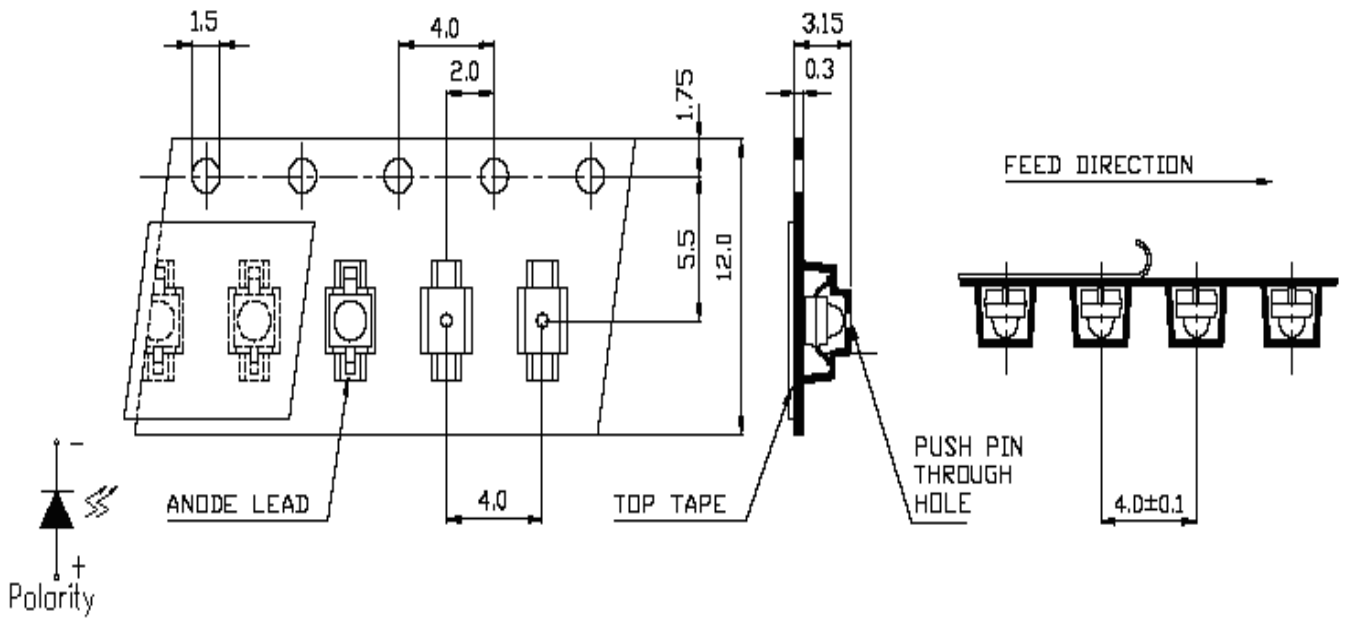 1.5
4.0
3.15
2.0
0.3
1.75
FEED DIRECTION
5.5
12.0
PUSH PIN
THROUGH
HOLE
ANODE LEAD
4.0
TOP TAPE
4.0±0.1
-
+
Polarity